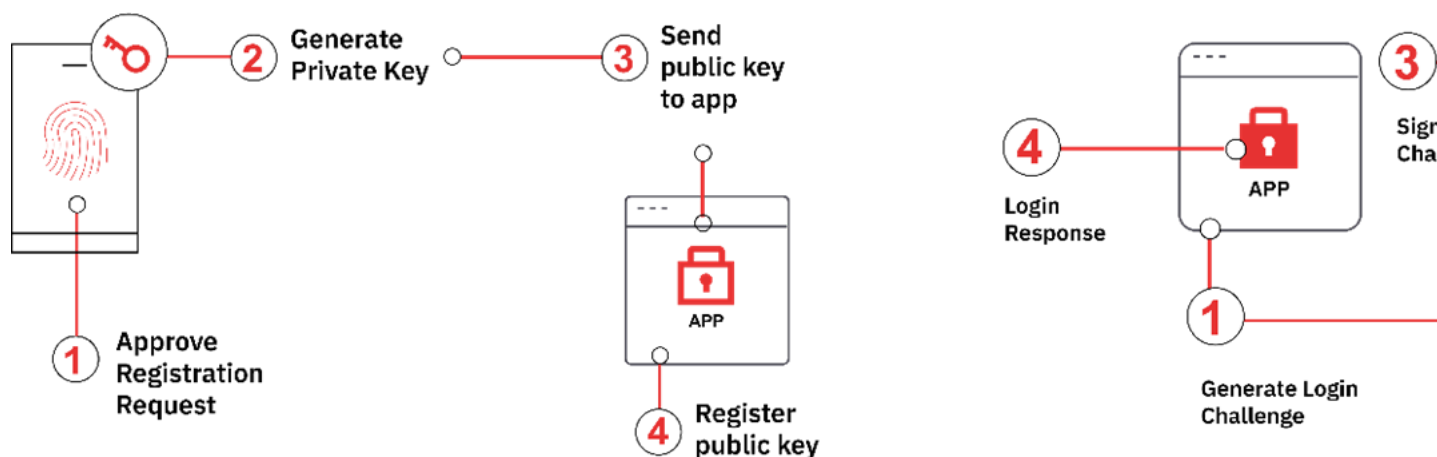 2
Generate
Private Key
3
Send
public key
to app
1
Approve
Registration
Request
APP
4
Register
public key
4
Login
Response
APP
3
1
Generate Login
Challenge